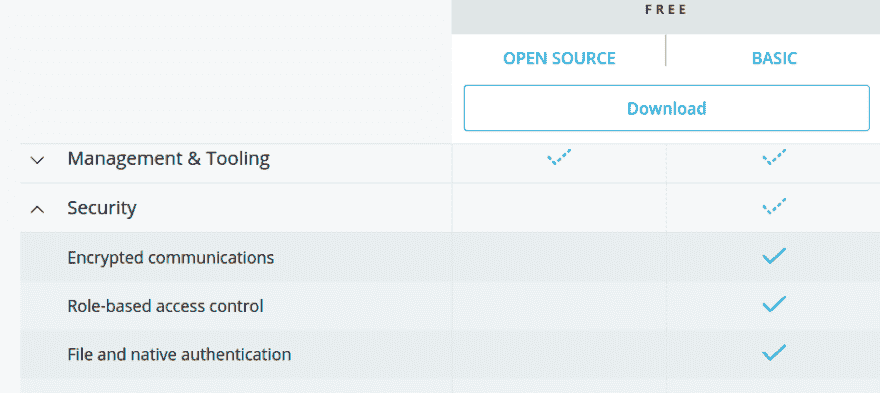 FREE
OPEN SOURCE BASIC
Download
Management & Tooling
Security
Encrypted communications
Role-based access control
File and native authentication